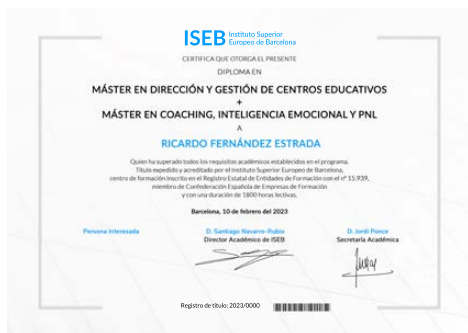 ISEB Instituto Superior
Europeo de Barcelona
CERTIFICA QUE OTORGA EL PRESENTE
DIPLOMA EN
MÁSTER EN DIRECCIÓN Y GESTIÓN DE CENTROS EDUCATIVOS
+
MÁSTER EN COACHING, INTELIGENCIA EMOCIONAL Y PNL
A
RICARDO FERNÁNDEZ ESTRADA
Quien ha superado todos los requisitos académicos establecidos en el programa.
Título expedido y acreditado por el Instituto Superior Europeo de Barcelona,
centro de formación inscrito en el Registro Estatal de Entidades de Formación con el nº 15.939,
miembro de Confederación Española de Empresas de Formación
y con una duración de 1800 horas lectivas.
Barcelona, 10 de febrero del 2023
Persona Interesada D. Santiago Navarro-Rubio D. Jordi Ponce
Director Académico de ISEB Secretaría Académica
Registro de título: 2023/0000